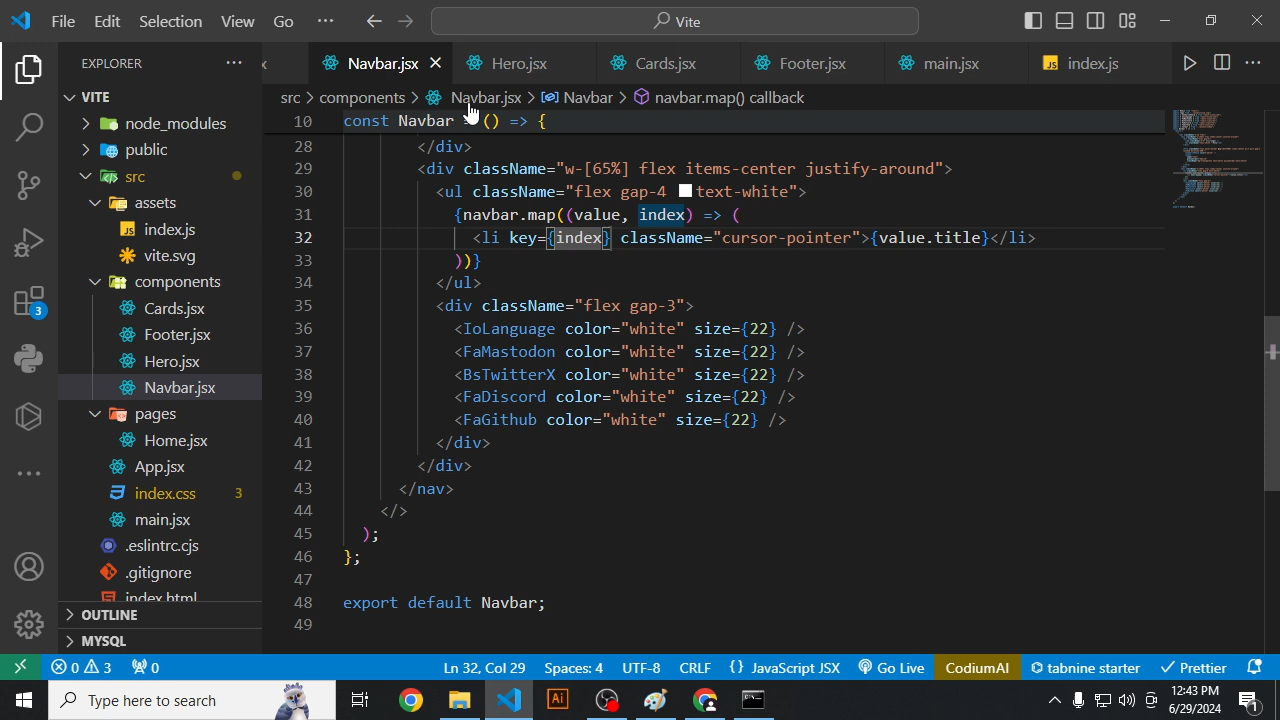 File Edit Selection View Go ··· Vite
EXPLORER ···
Navbar.jsx Hero.jsx Cards.jsx Footer.jsx main.jsx JS index.js ···
VITE
node_modules
public
src
assets
JS index.js
vite.svg
components
Cards.jsx
Footer.jsx
Hero.jsx
Navbar.jsx
pages
Home.jsx
App.jsx
index.css 3
main.jsx
.eslintrc.cjs
.gitignore
index.html
OUTLINE
MYSQL
3
src > components > Navbar.jsx > Navbar > navbar.map() callback
10 const Navbar = () => {
28 </div>
29 <div className="w-[65%] flex items-center justify-around">
30 <ul className="flex gap-4 text-white">
31 {navbar.map((value, index) => (
32 <li key={index} className="cursor-pointer">{value.title}</li>
33 ))}
34 </ul>
35 <div className="flex gap-3">
36 <IoLanguage color="white" size={22} />
37 <FaMastodon color="white" size={22} />
38 <BsTwitterX color="white" size={22} />
39 <FaDiscord color="white" size={22} />
40 <FaGithub color="white" size={22} />
41 </div>
42 </div>
43 </nav>
44 </>
45 );
46 };
47
48 export default Navbar;
49
0 3 0 Ln 32, Col 29 Spaces: 4 UTF-8 CRLF {} JavaScript JSX Go Live CodiumAI tabnine starter Prettier
Type here to search
Ai
12:43 PM
6/29/2024
1